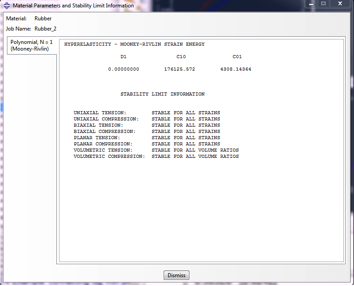 Material Parameters and Stability Limit Information
Material: Rubber
Job Name: Rubber_2
Polynomial, N = 1
(Mooney-Rivlin)
HYPERELASTICITY - MOONEY-RIVLIN STRAIN ENERGY
D1 C10 C01
0.00000000 176125.572 4308.14364
STABILITY LIMIT INFORMATION
UNIAXIAL TENSION: STABLE FOR ALL STRAINS
UNIAXIAL COMPRESSION: STABLE FOR ALL STRAINS
BIAXIAL TENSION: STABLE FOR ALL STRAINS
BIAXIAL COMPRESSION: STABLE FOR ALL STRAINS
PLANAR TENSION: STABLE FOR ALL STRAINS
PLANAR COMPRESSION: STABLE FOR ALL STRAINS
VOLUMETRIC TENSION: STABLE FOR ALL VOLUME RATIOS
VOLUMETRIC COMPRESSION: STABLE FOR ALL VOLUME RATIOS
Dismiss